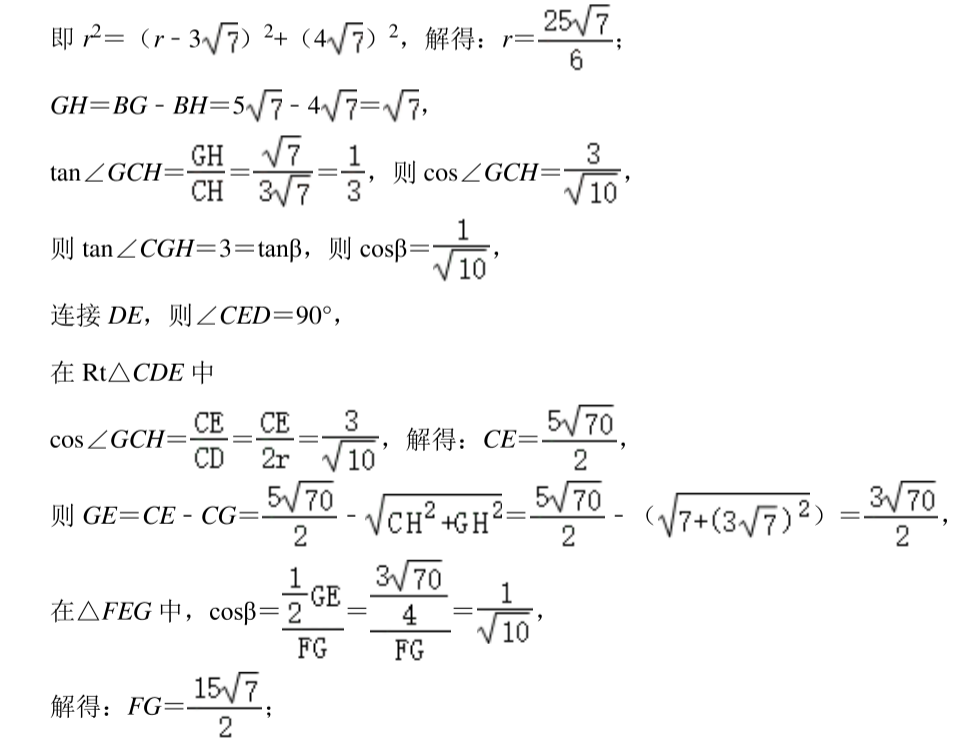 即 r²=（r﹣3√7）²+（4√7）²，解得：r=25√7/6；
GH=BG﹣BH=5√7﹣4√7=√7，
tan∠GCH=GH/CH=√7/3√7=1/3，则 cos∠GCH=3/√10，
则 tan∠CGH=3=tanβ，则 cosβ=1/√10，
连接 DE，则∠CED=90°，
在 Rt△CDE 中
cos∠GCH=CE/CD=CE/2r=3/√10，解得：CE=5√70/2，
则 GE=CE﹣CG=5√70/2﹣√(CH²+GH²)=5√70/2﹣（√(7+(3√7)²)）=3√70/2，
在△FEG 中，cosβ=(1/2 GE)/FG=(3√70/4)/FG=1/√10，
解得：FG=15√7/2；